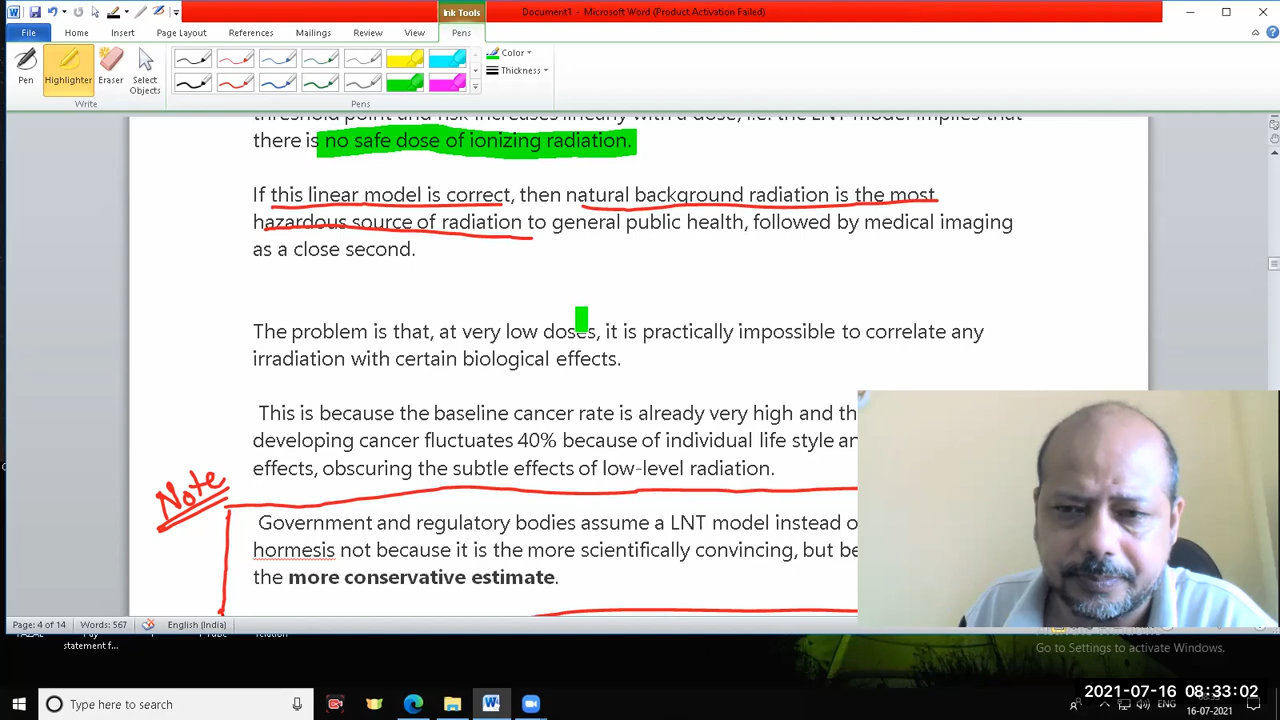 Ink Tools
Document1 - Microsoft Word (Product Activation Failed)
File Home Insert Page Layout References Mailings Review View Pens
Pen Highlighter Eraser Select Objects
Color
Thickness
Write
Pens
threshold point and risk increases linearly with a dose, i.e. the LNT model implies that
there is no safe dose of ionizing radiation.
If this linear model is correct, then natural background radiation is the most
hazardous source of radiation to general public health, followed by medical imaging
as a close second.
The problem is that, at very low doses, it is practically impossible to correlate any
irradiation with certain biological effects.
This is because the baseline cancer rate is already very high and th
developing cancer fluctuates 40% because of individual life style an
effects, obscuring the subtle effects of low-level radiation.
Note
Government and regulatory bodies assume a LNT model instead o
hormesis not because it is the more scientifically convincing, but be
the more conservative estimate.
Page: 4 of 14 Words: 567 English (India)
statement f...
Go to Settings to activate Windows.
Type here to search
2021-07-16 08:33:02
ENG
16-07-2021